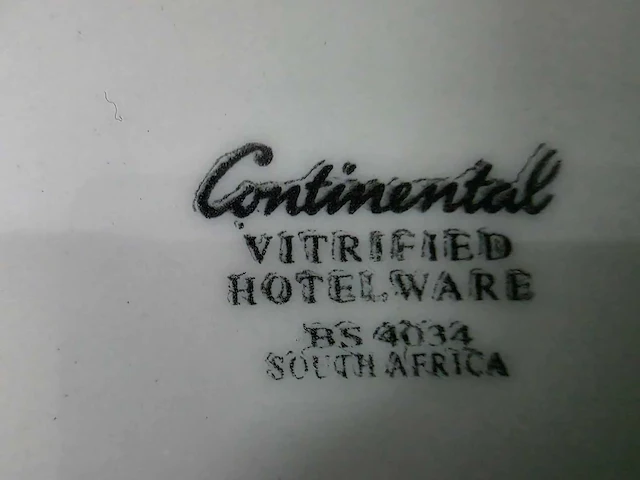 Continental
VITRIFIED
HOTELWARE
BS 4034
SOUTH AFRICA